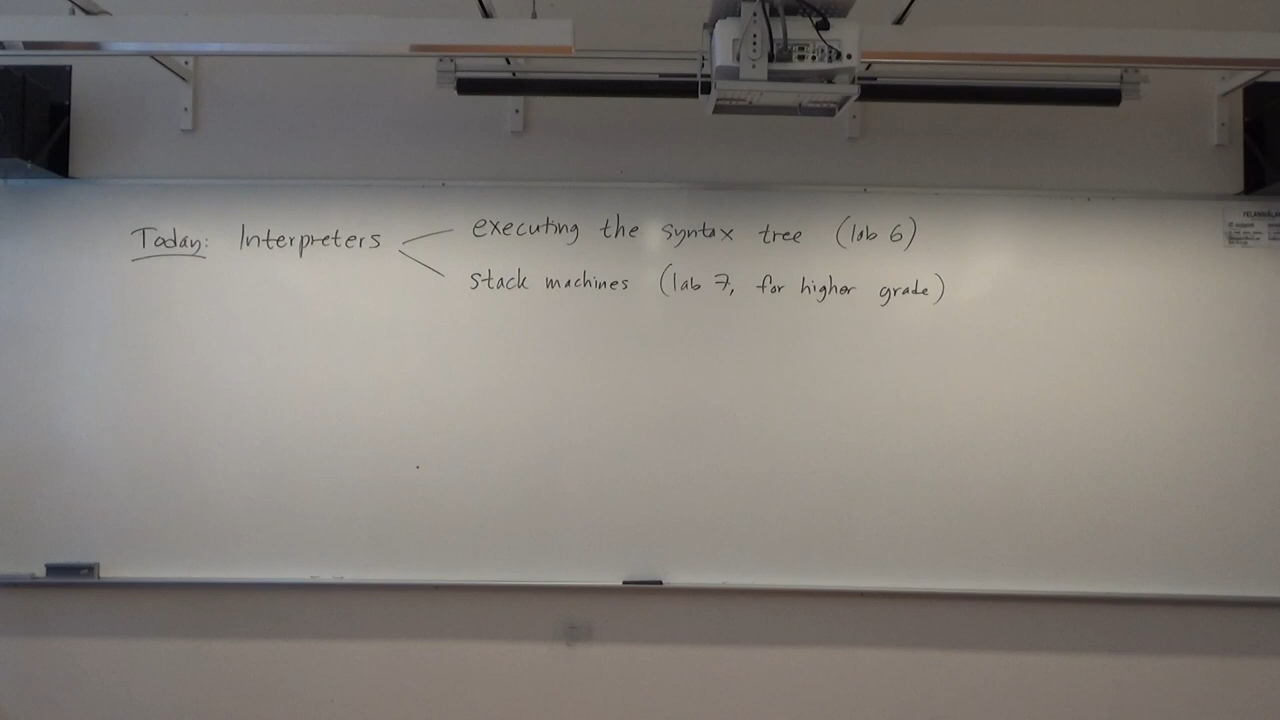 Today: Interpreters executing the syntax tree (lab 6)
stack machines (lab 7, for higher grade)